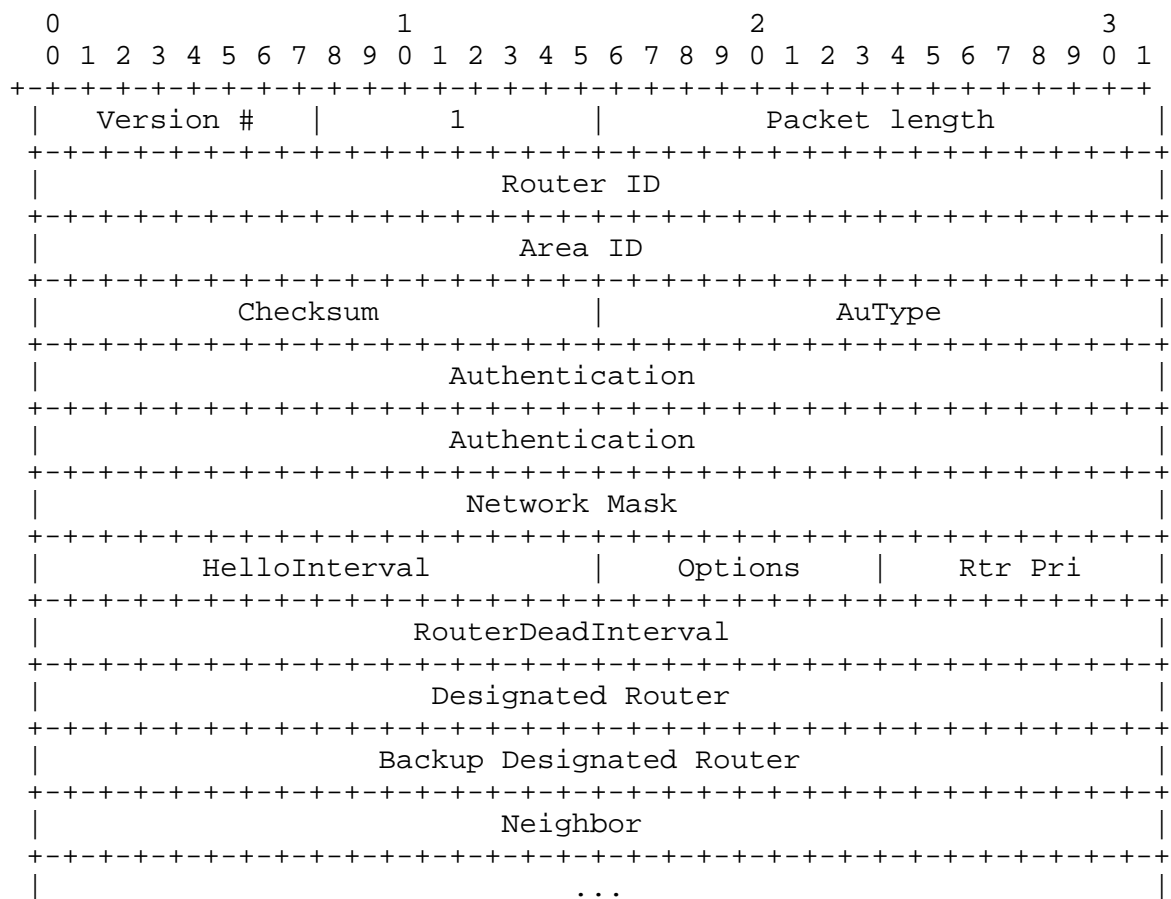 0                   1                   2                   3
    0 1 2 3 4 5 6 7 8 9 0 1 2 3 4 5 6 7 8 9 0 1 2 3 4 5 6 7 8 9 0 1
  +-+-+-+-+-+-+-+-+-+-+-+-+-+-+-+-+-+-+-+-+-+-+-+-+-+-+-+-+-+-+-+-+
   |   Version #   |       1       |         Packet length         |
   +-+-+-+-+-+-+-+-+-+-+-+-+-+-+-+-+-+-+-+-+-+-+-+-+-+-+-+-+-+-+-+-+
   |                          Router ID                            |
   +-+-+-+-+-+-+-+-+-+-+-+-+-+-+-+-+-+-+-+-+-+-+-+-+-+-+-+-+-+-+-+-+
   |                           Area ID                             |
   +-+-+-+-+-+-+-+-+-+-+-+-+-+-+-+-+-+-+-+-+-+-+-+-+-+-+-+-+-+-+-+-+
   |           Checksum            |             AuType            |
   +-+-+-+-+-+-+-+-+-+-+-+-+-+-+-+-+-+-+-+-+-+-+-+-+-+-+-+-+-+-+-+-+
   |                       Authentication                          |
   +-+-+-+-+-+-+-+-+-+-+-+-+-+-+-+-+-+-+-+-+-+-+-+-+-+-+-+-+-+-+-+-+
   |                       Authentication                          |
   +-+-+-+-+-+-+-+-+-+-+-+-+-+-+-+-+-+-+-+-+-+-+-+-+-+-+-+-+-+-+-+-+
   |                        Network Mask                           |
   +-+-+-+-+-+-+-+-+-+-+-+-+-+-+-+-+-+-+-+-+-+-+-+-+-+-+-+-+-+-+-+-+
   |         HelloInterval         |    Options    |    Rtr Pri    |
   +-+-+-+-+-+-+-+-+-+-+-+-+-+-+-+-+-+-+-+-+-+-+-+-+-+-+-+-+-+-+-+-+
   |                     RouterDeadInterval                        |
   +-+-+-+-+-+-+-+-+-+-+-+-+-+-+-+-+-+-+-+-+-+-+-+-+-+-+-+-+-+-+-+-+
   |                      Designated Router                        |
   +-+-+-+-+-+-+-+-+-+-+-+-+-+-+-+-+-+-+-+-+-+-+-+-+-+-+-+-+-+-+-+-+
   |                   Backup Designated Router                    |
   +-+-+-+-+-+-+-+-+-+-+-+-+-+-+-+-+-+-+-+-+-+-+-+-+-+-+-+-+-+-+-+-+
   |                          Neighbor                             |
   +-+-+-+-+-+-+-+-+-+-+-+-+-+-+-+-+-+-+-+-+-+-+-+-+-+-+-+-+-+-+-+-+
   |                              ...                              |